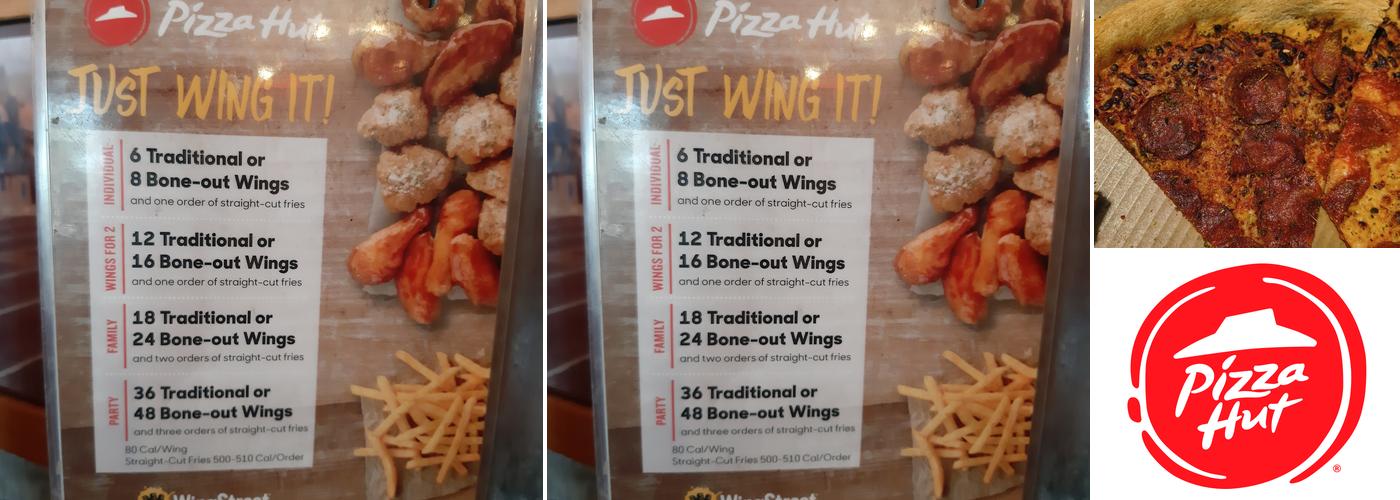 Pizza Hut
JUST WING IT!
INDIVIDUAL
6 Traditional or
8 Bone-out Wings
and one order of straight-cut fries
WINGS FOR 2
12 Traditional or
16 Bone-out Wings
and one order of straight-cut fries
FAMILY
18 Traditional or
24 Bone-out Wings
and two orders of straight-cut fries
PARTY
36 Traditional or
48 Bone-out Wings
and three orders of straight-cut fries
80 Cal/Wing
Straight-Cut Fries 500-510 Cal/Order
WingStreet
Pizza Hut
JUST WING IT!
INDIVIDUAL
6 Traditional or
8 Bone-out Wings
and one order of straight-cut fries
WINGS FOR 2
12 Traditional or
16 Bone-out Wings
and one order of straight-cut fries
FAMILY
18 Traditional or
24 Bone-out Wings
and two orders of straight-cut fries
PARTY
36 Traditional or
48 Bone-out Wings
and three orders of straight-cut fries
80 Cal/Wing
Straight-Cut Fries 500-510 Cal/Order
WingStreet
Pizza
Hut
®